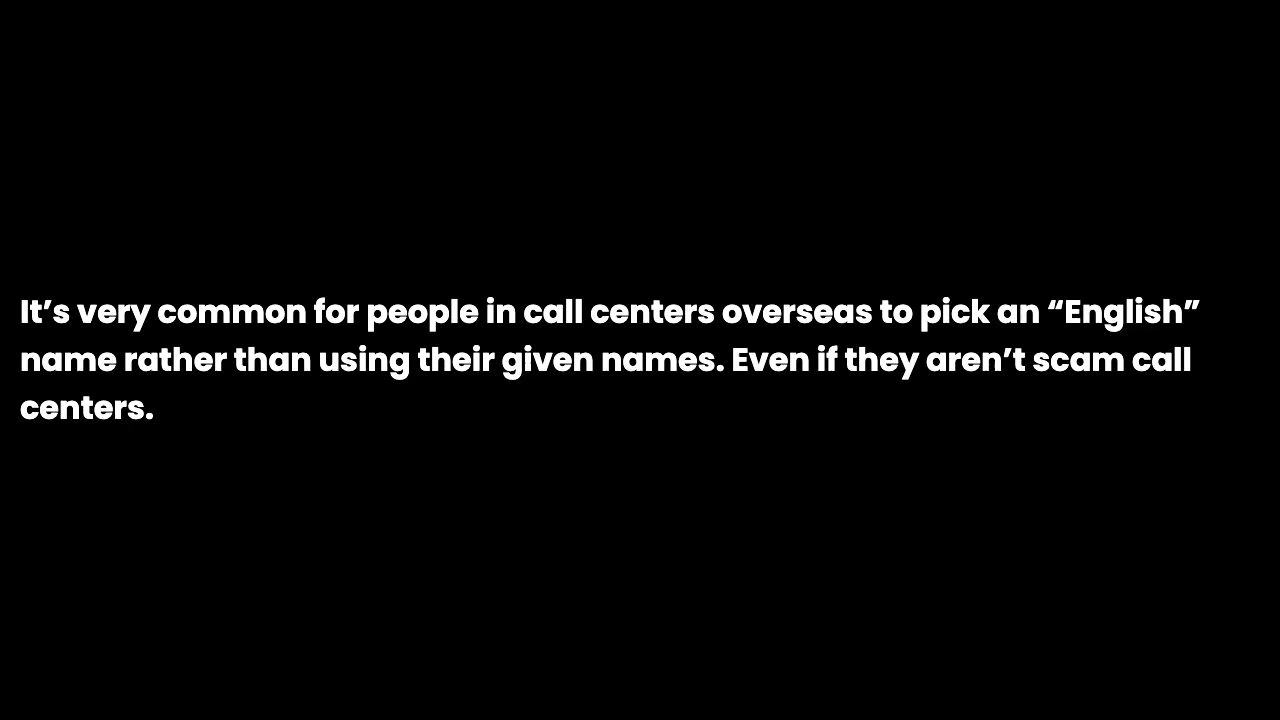 It’s very common for people in call centers overseas to pick an “English”
name rather than using their given names. Even if they aren’t scam call
centers.